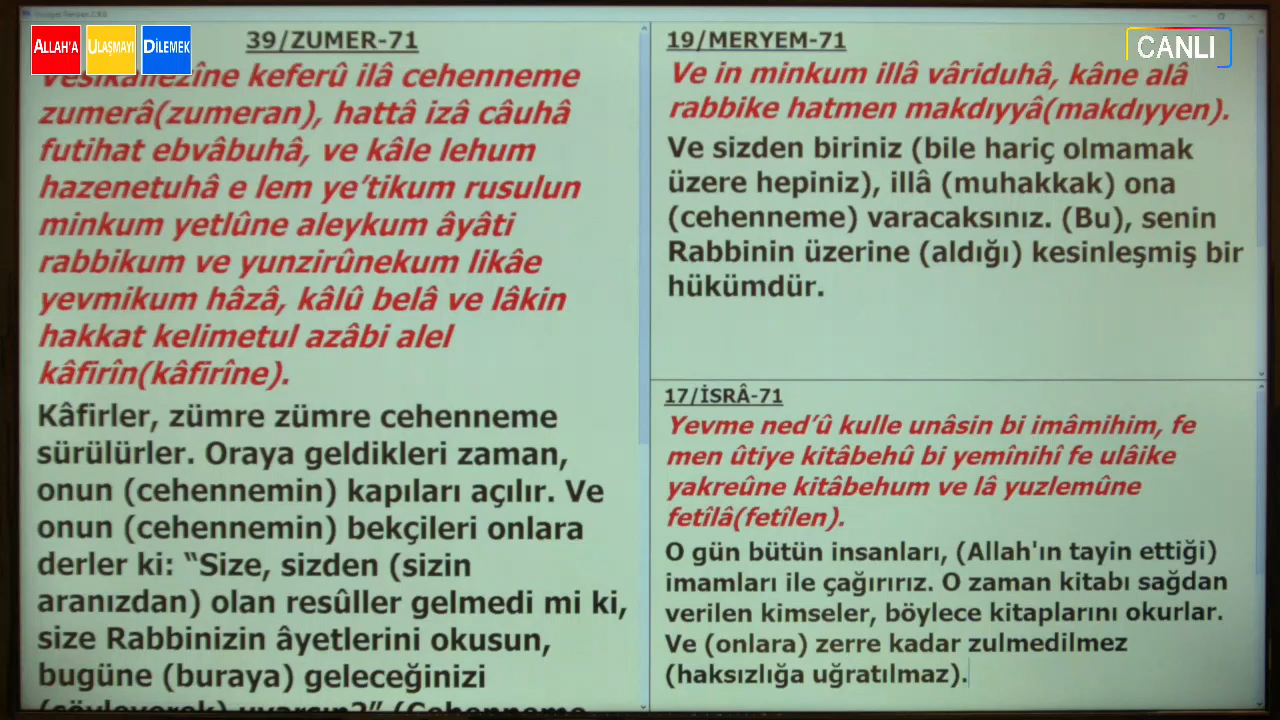 ALLAH'A ULAŞMAYI DİLEMEK
CANLI
39/ZUMER-71
Vesîkallezîne keferû ilâ cehenneme
zumerâ(zumeran), hattâ izâ câuhâ
futihat ebvâbuhâ, ve kâle lehum
hazenetuhâ e lem ye’tikum rusulun
minkum yetlûne aleykum âyâti
rabbikum ve yunzirûnekum likâe
yevmikum hâzâ, kâlû belâ ve lâkin
hakkat kelimetul azâbi alel
kâfirîn(kâfirîne).
Kâfirler, zümre zümre cehenneme
sürülürler. Oraya geldikleri zaman,
onun (cehennemin) kapıları açılır. Ve
onun (cehennemin) bekçileri onlara
derler ki: “Size, sizden (sizin
aranızdan) olan resûller gelmedi mi ki,
size Rabbinizin âyetlerini okusun,
bugüne (buraya) geleceğinizi
(söyleyerek) uyarsın?” (Cehenneme
19/MERYEM-71
Ve in minkum illâ vâriduhâ, kâne alâ
rabbike hatmen makdıyyâ(makdıyyen).
Ve sizden biriniz (bile hariç olmamak
üzere hepiniz), illâ (muhakkak) ona
(cehenneme) varacaksınız. (Bu), senin
Rabbinin üzerine (aldığı) kesinleşmiş bir
hükümdür.
17/İSRÂ-71
Yevme ned’û kulle unâsin bi imâmihim, fe
men ûtiye kitâbehû bi yemînihî fe ulâike
yakreûne kitâbehum ve lâ yuzlemûne
fetîlâ(fetîlen).
O gün bütün insanları, (Allah'ın tayin ettiği)
imamları ile çağırırız. O zaman kitabı sağdan
verilen kimseler, böylece kitaplarını okurlar.
Ve (onlara) zerre kadar zulmedilmez
(haksızlığa uğratılmaz).